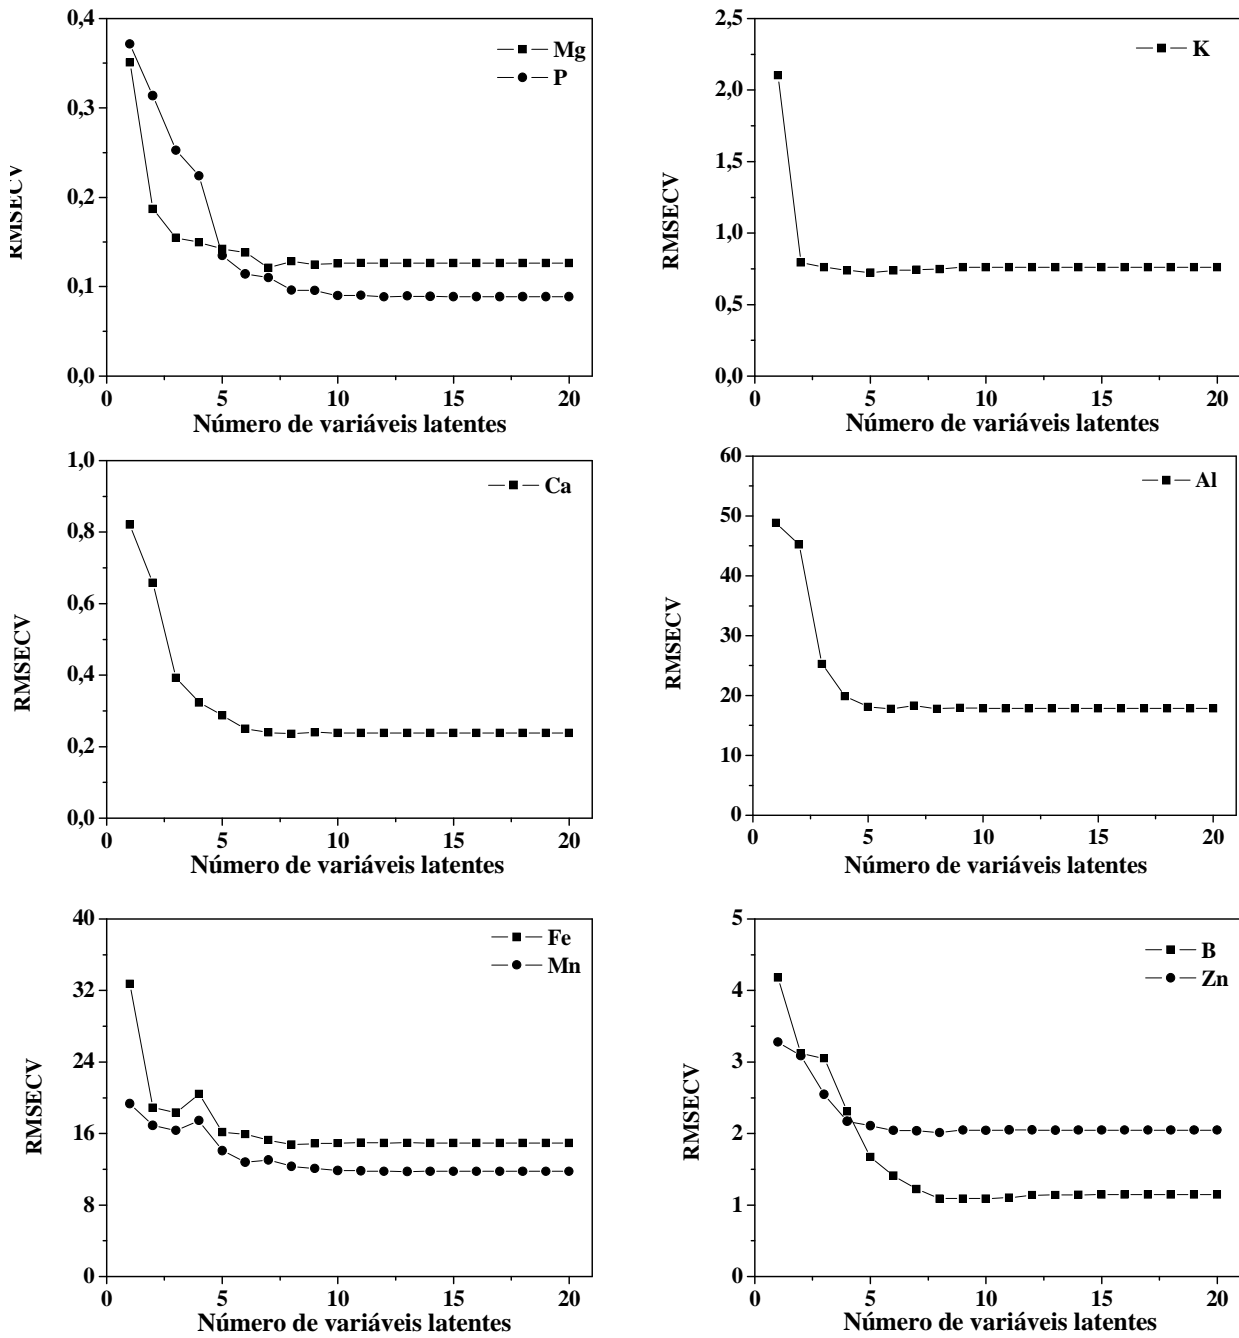 0,4
0,3
0,2
0,1
0,0
RMSECV
Mg
P
0 5 10 15 20
Número de variáveis latentes
2,5
2,0
1,5
1,0
0,5
0,0
RMSECV
K
0 5 10 15 20
Número de variáveis latentes
1,0
0,8
0,6
0,4
0,2
0,0
RMSECV
Ca
0 5 10 15 20
Número de variáveis latentes
60
50
40
30
20
10
0
RMSECV
Al
0 5 10 15 20
Número de variáveis latentes
40
32
24
16
8
0
RMSECV
Fe
Mn
0 5 10 15 20
Número de variáveis latentes
5
4
3
2
1
0
RMSECV
B
Zn
0 5 10 15 20
Número de variáveis latentes